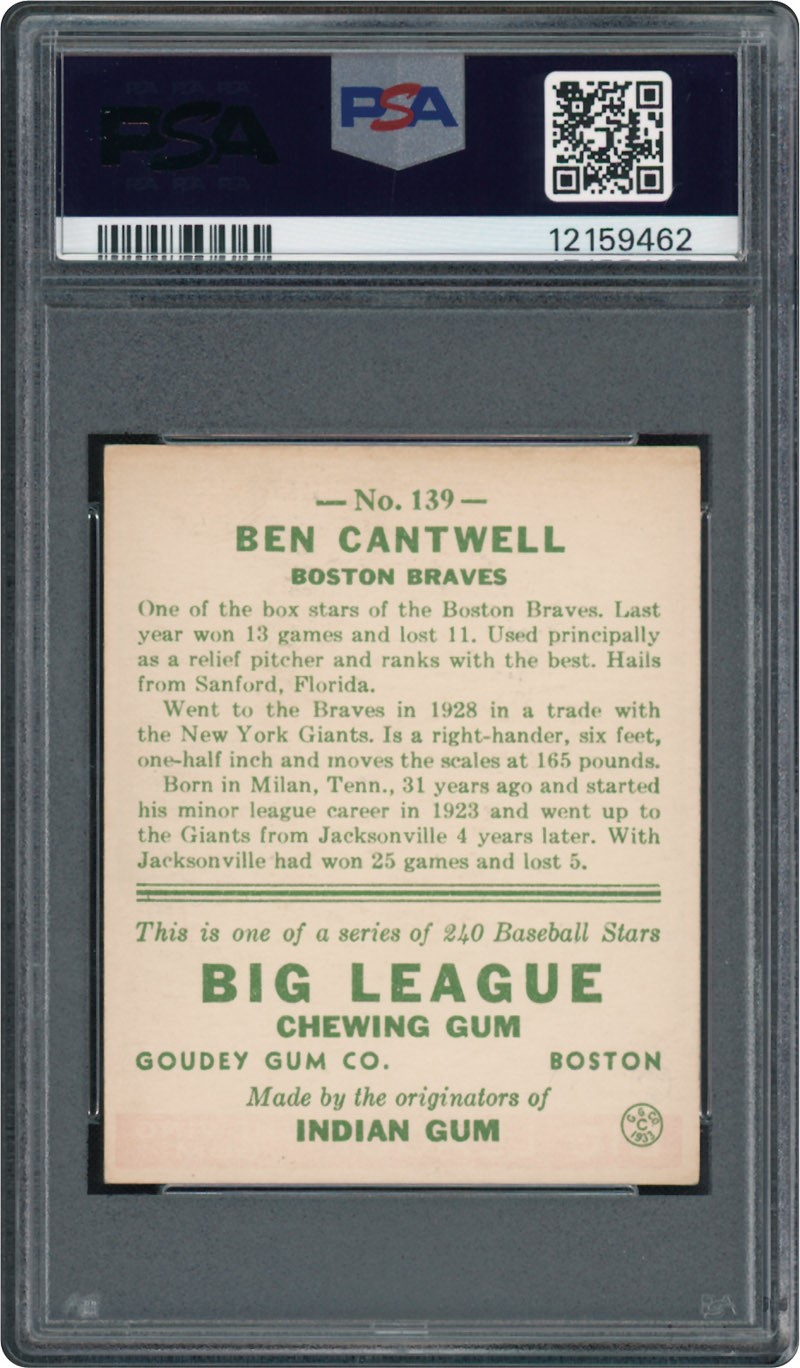 PSA
PSA
12159462
— No. 139 —
BEN CANTWELL
BOSTON BRAVES
One of the box stars of the Boston Braves. Last
year won 13 games and lost 11. Used principally
as a relief pitcher and ranks with the best. Hails
from Sanford, Florida.
Went to the Braves in 1928 in a trade with
the New York Giants. Is a right-hander, six feet,
one-half inch and moves the scales at 165 pounds.
Born in Milan, Tenn., 31 years ago and started
his minor league career in 1923 and went up to
the Giants from Jacksonville 4 years later. With
Jacksonville had won 25 games and lost 5.
This is one of a series of 240 Baseball Stars
BIG LEAGUE
CHEWING GUM
GOUDEY GUM CO. BOSTON
Made by the originators of
INDIAN GUM
G. G. CO.
C
1933
PSA